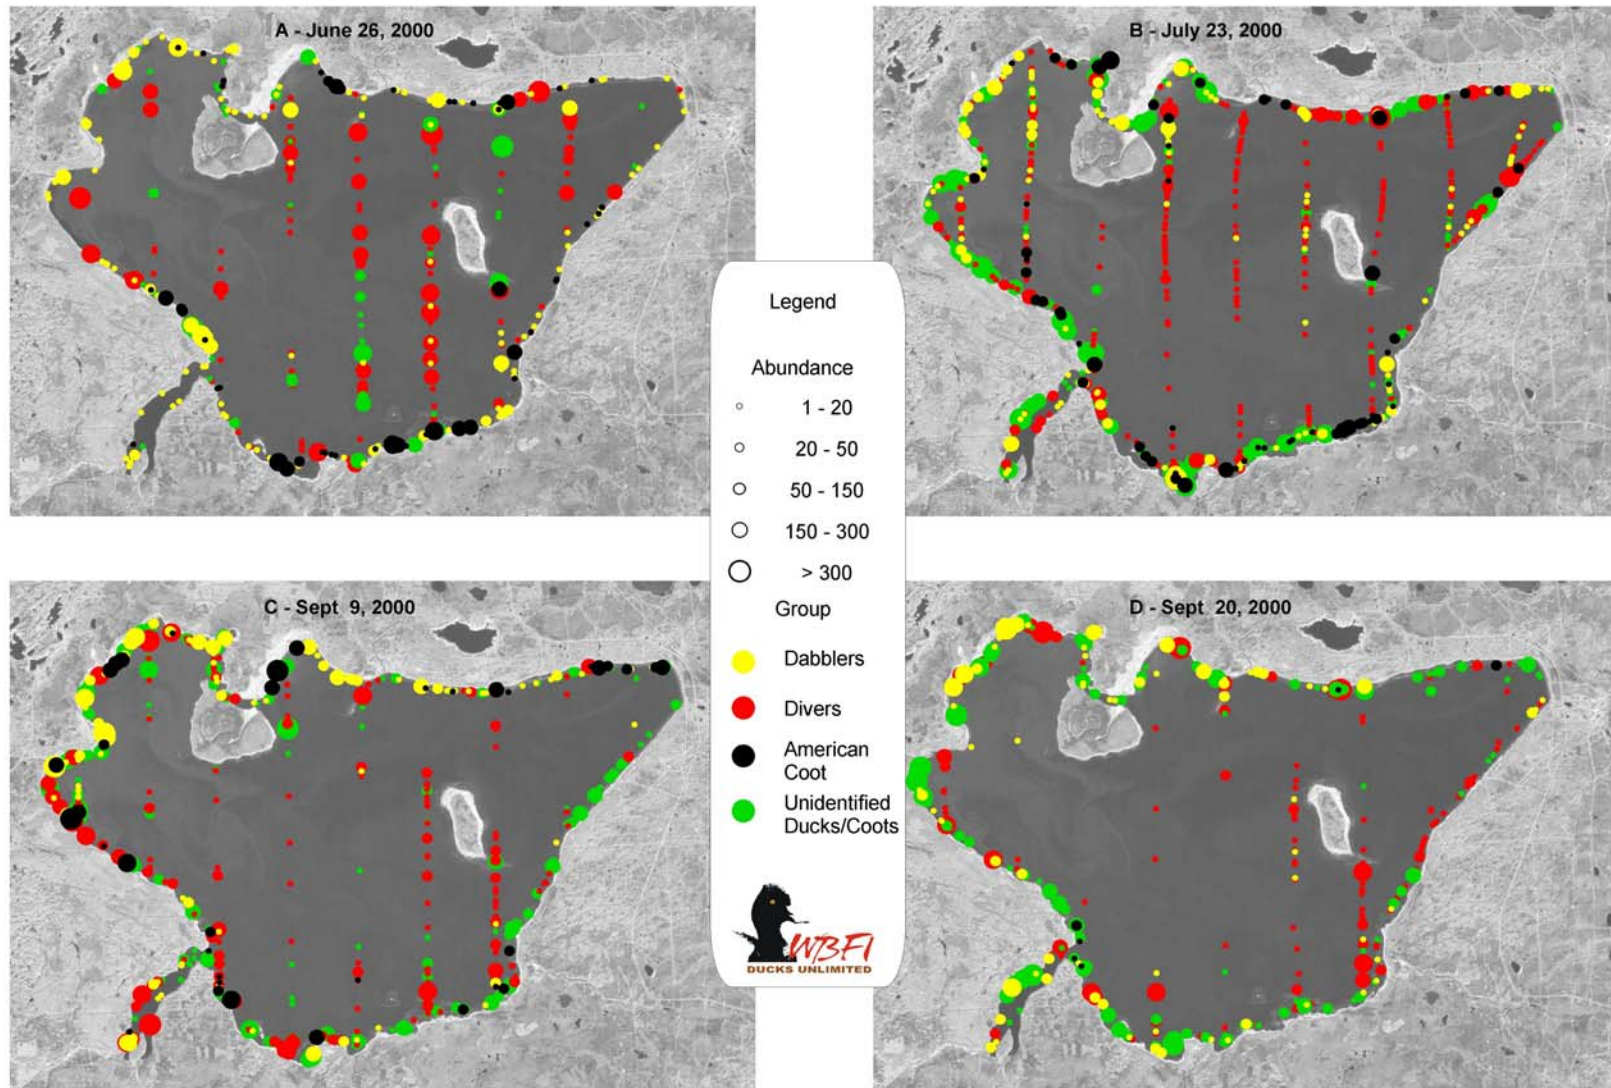 A - June 26, 2000
B - July 23, 2000
Legend
Abundance
1 - 20
20 - 50
50 - 150
150 - 300
> 300
Group
Dabblers
Divers
American
Coot
Unidentified
Ducks/Coots
WBFI
DUCKS UNLIMITED
C - Sept 9, 2000
D - Sept 20, 2000